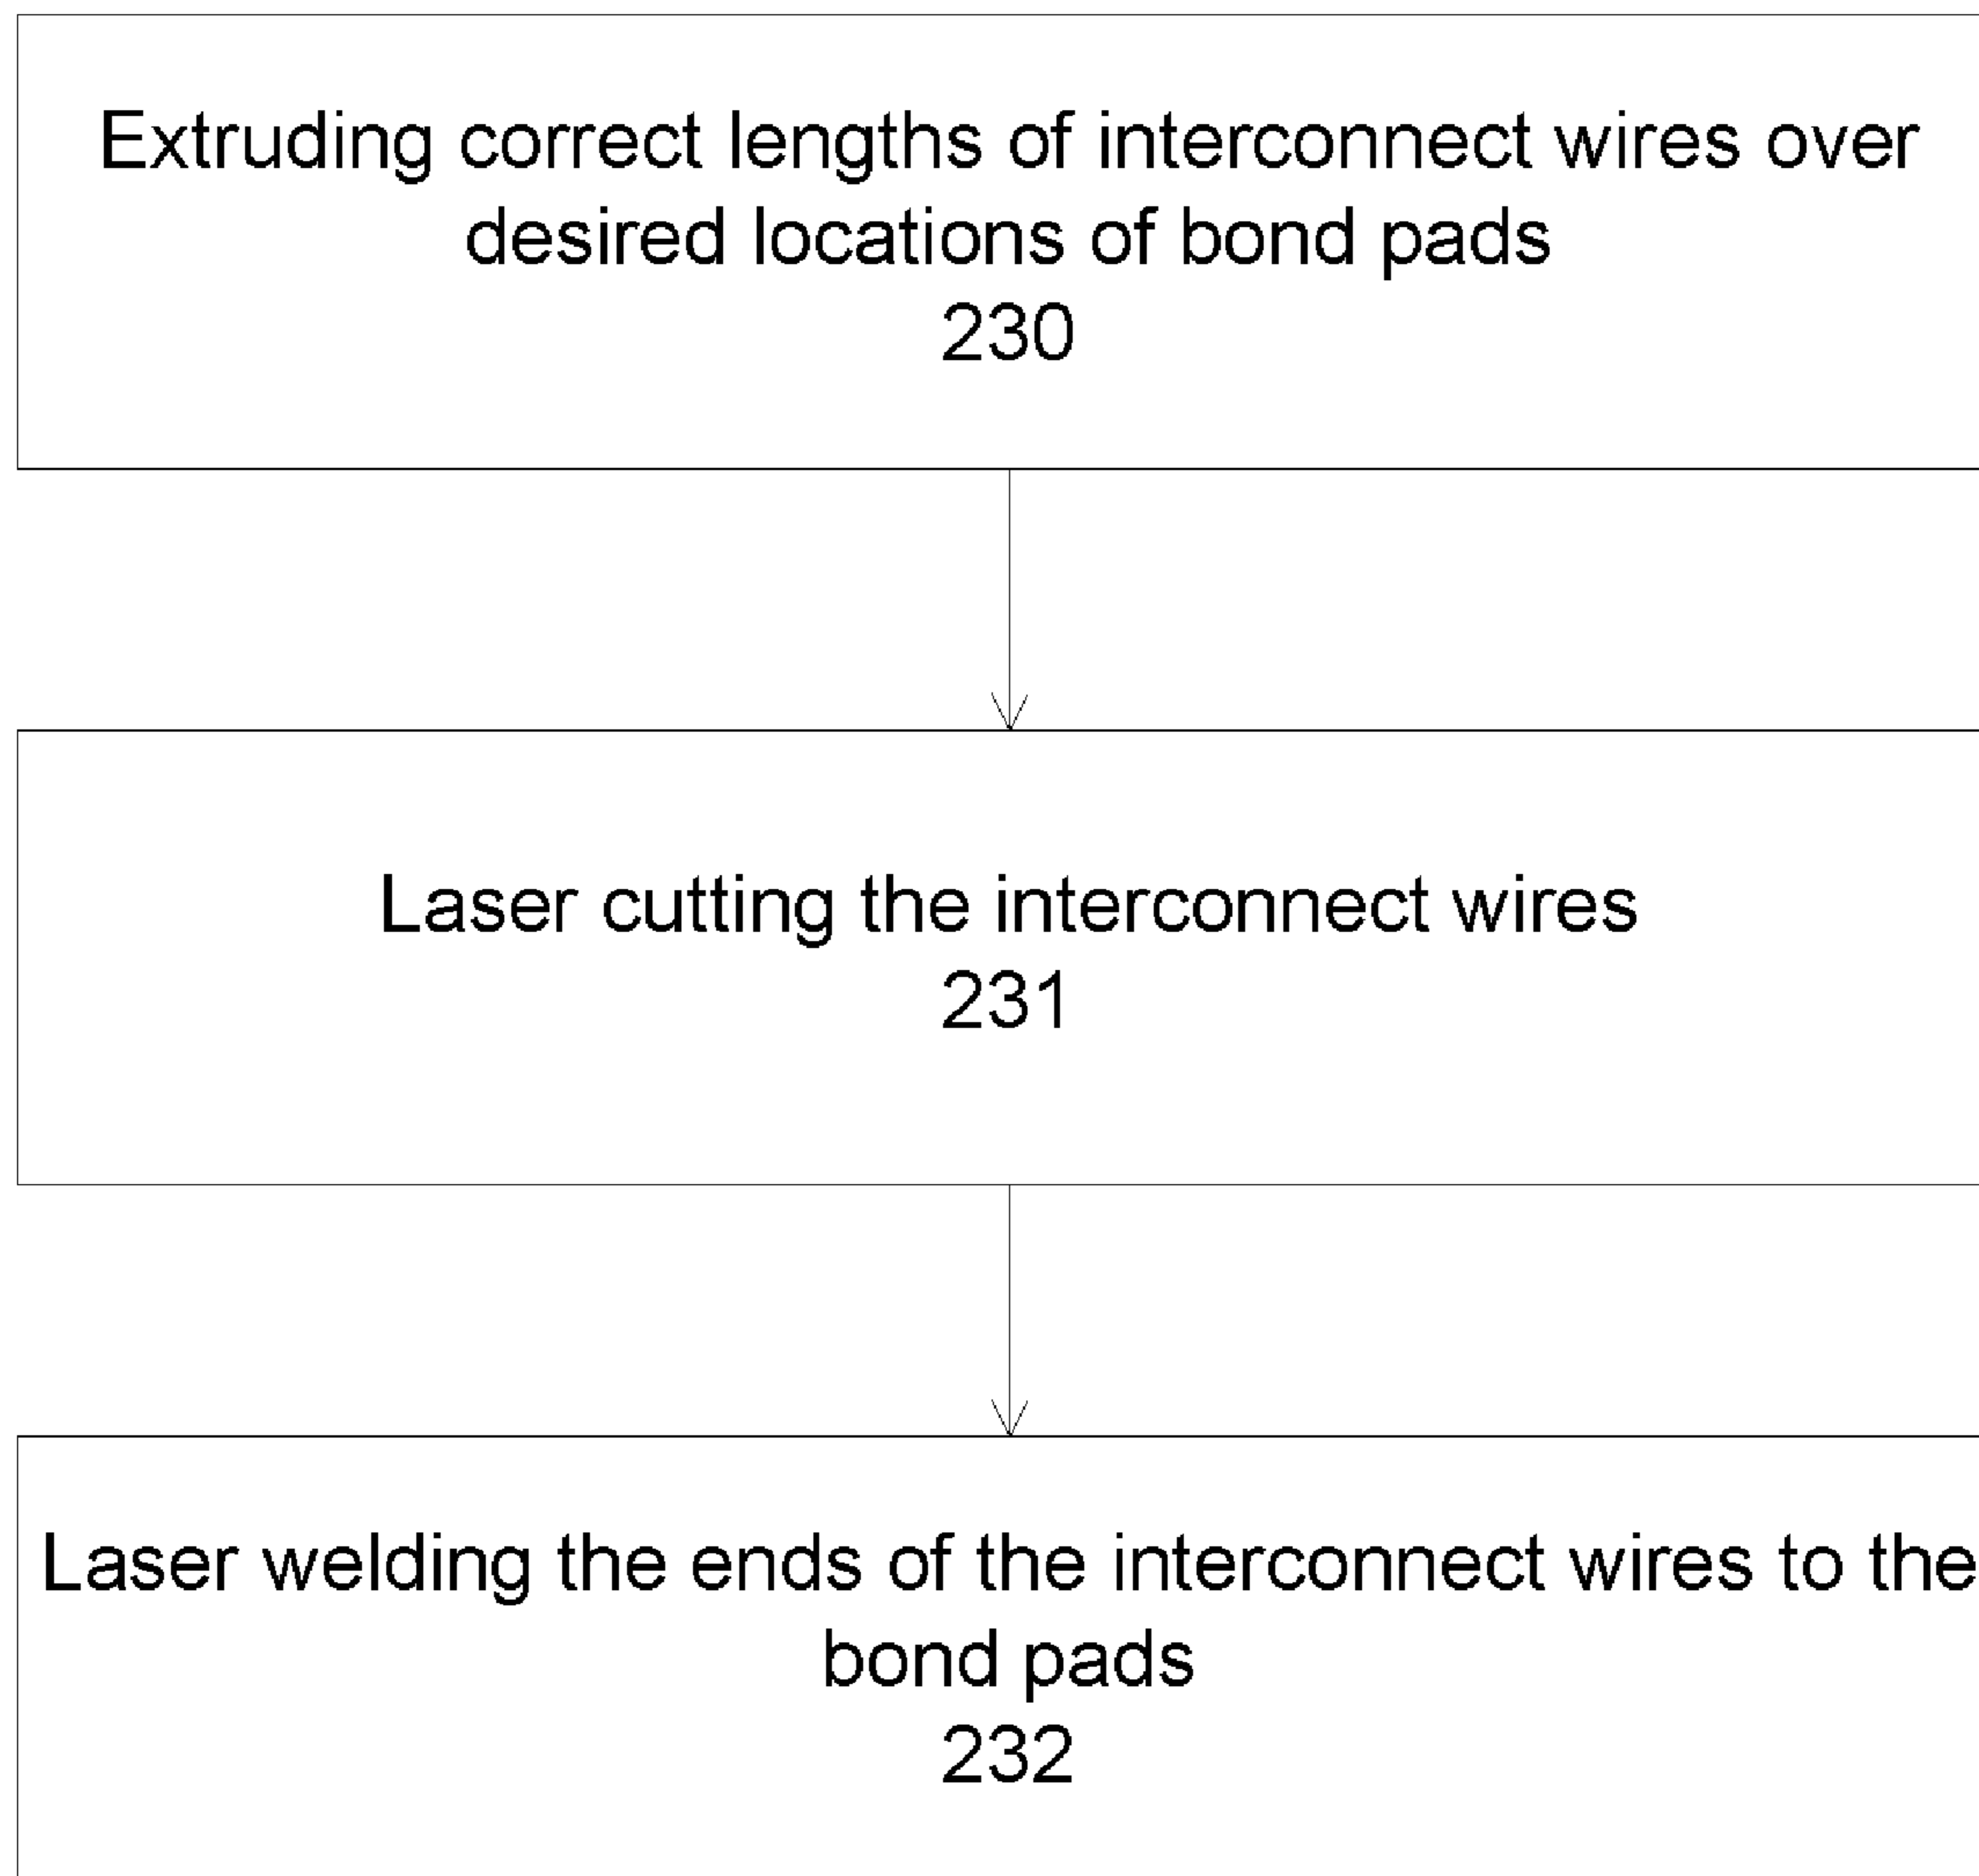 Extruding correct lengths of interconnect wires over
desired locations of bond pads
230
Laser cutting the interconnect wires
231
Laser welding the ends of the interconnect wires to the
bond pads
232